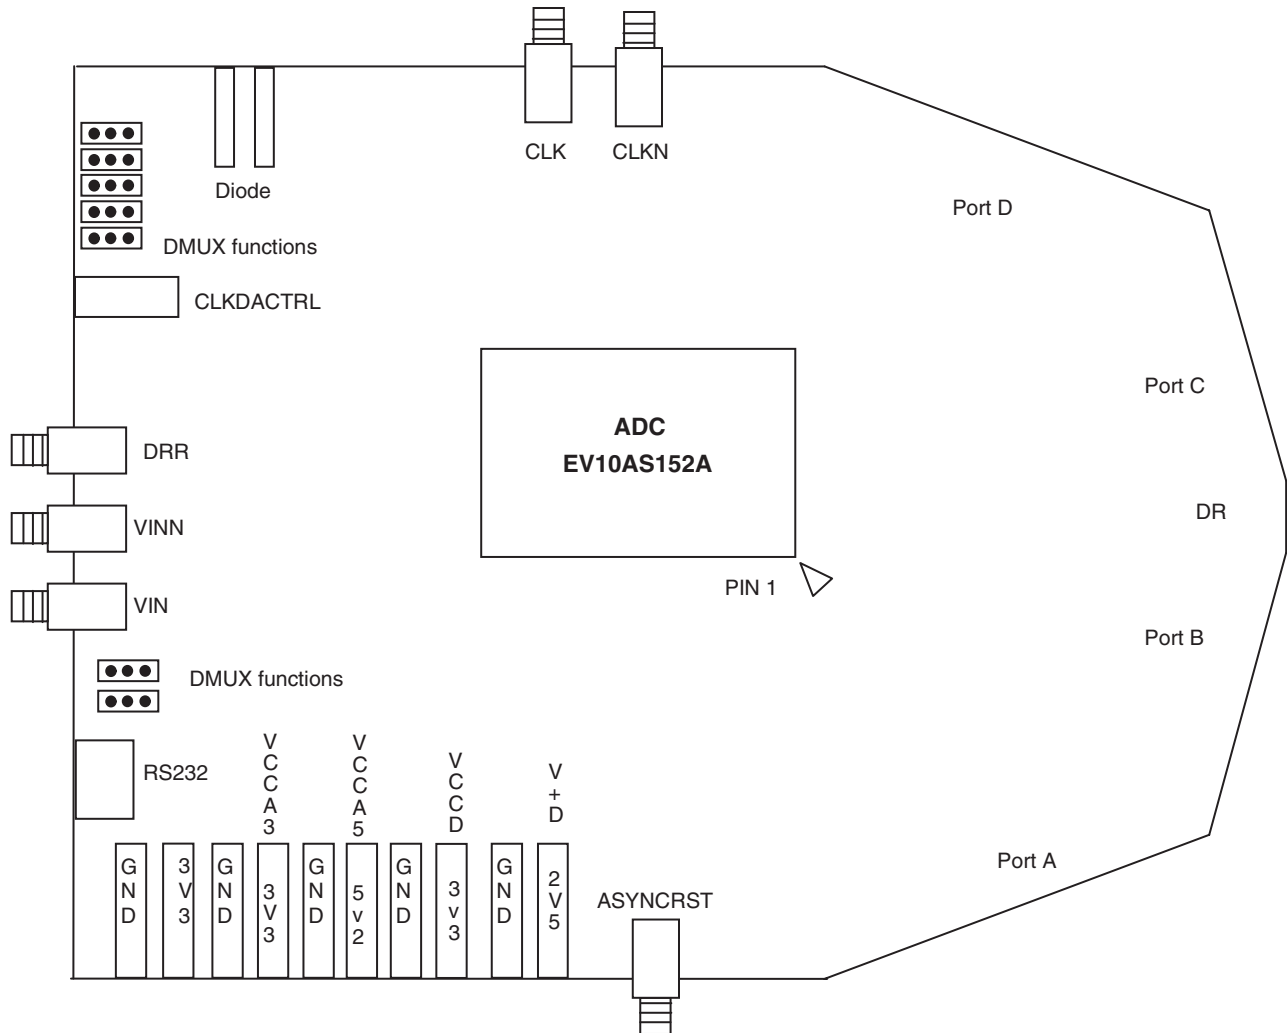 CLK
CLKN
Diode
Port D
DMUX functions
CLKDACTRL
Port C
ADC
EV10AS152A
DRR
DR
VINN
PIN 1
VIN
Port B
DMUX functions
RS232
VCCA3
VCCA5
VCCD
V+D
GND
3V3
GND
3V3
GND
5v2
GND
3v3
GND
2V5
Port A
ASYNCRST